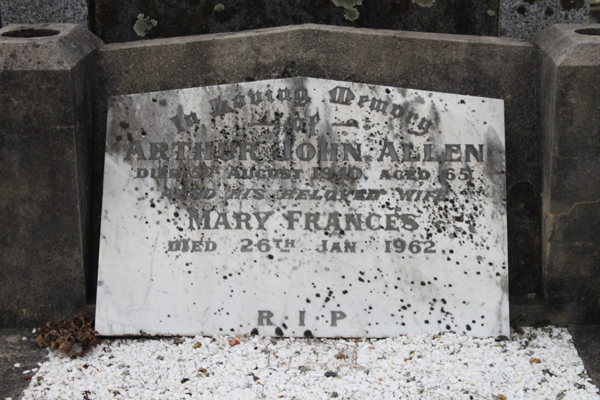 In Loving Memory
of
ARTHUR JOHN ALLEN
DIED AUGUST 1940, AGED 65
AND HIS BELOVED WIFE
MARY FRANCES
DIED 26TH JAN 1962
R I P